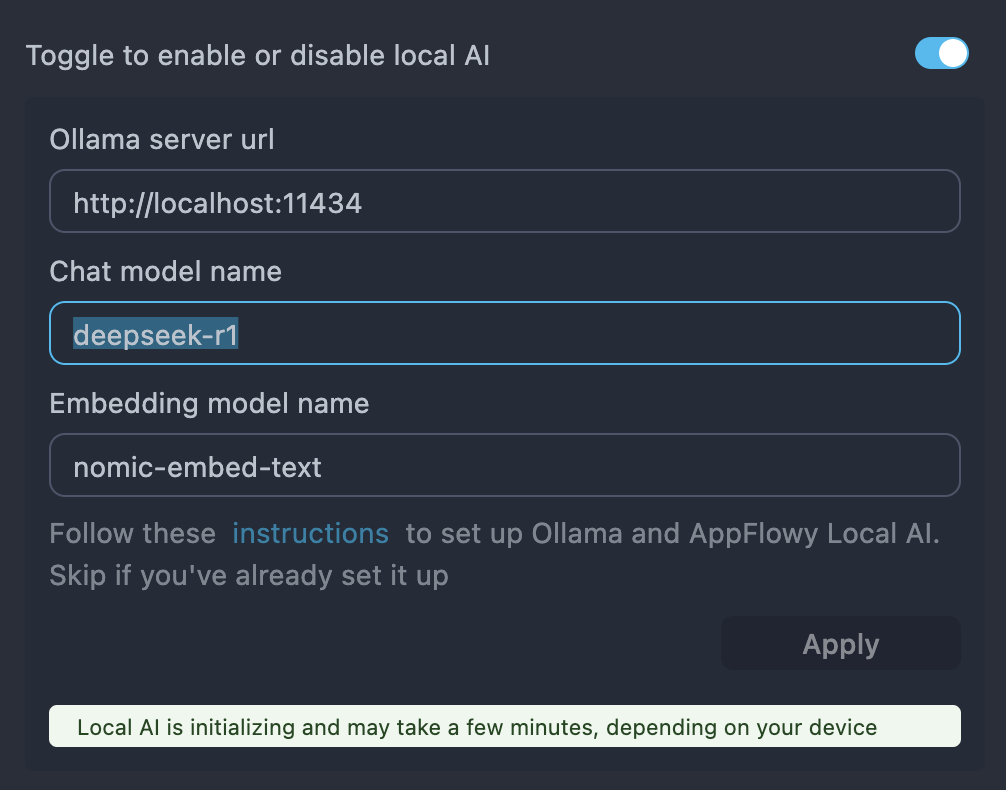 Toggle to enable or disable local AI
Ollama server url
http://localhost:11434
Chat model name
deepseek-r1
Embedding model name
nomic-embed-text
Follow these instructions to set up Ollama and AppFlowy Local AI.
Skip if you've already set it up
Apply
Local AI is initializing and may take a few minutes, depending on your device